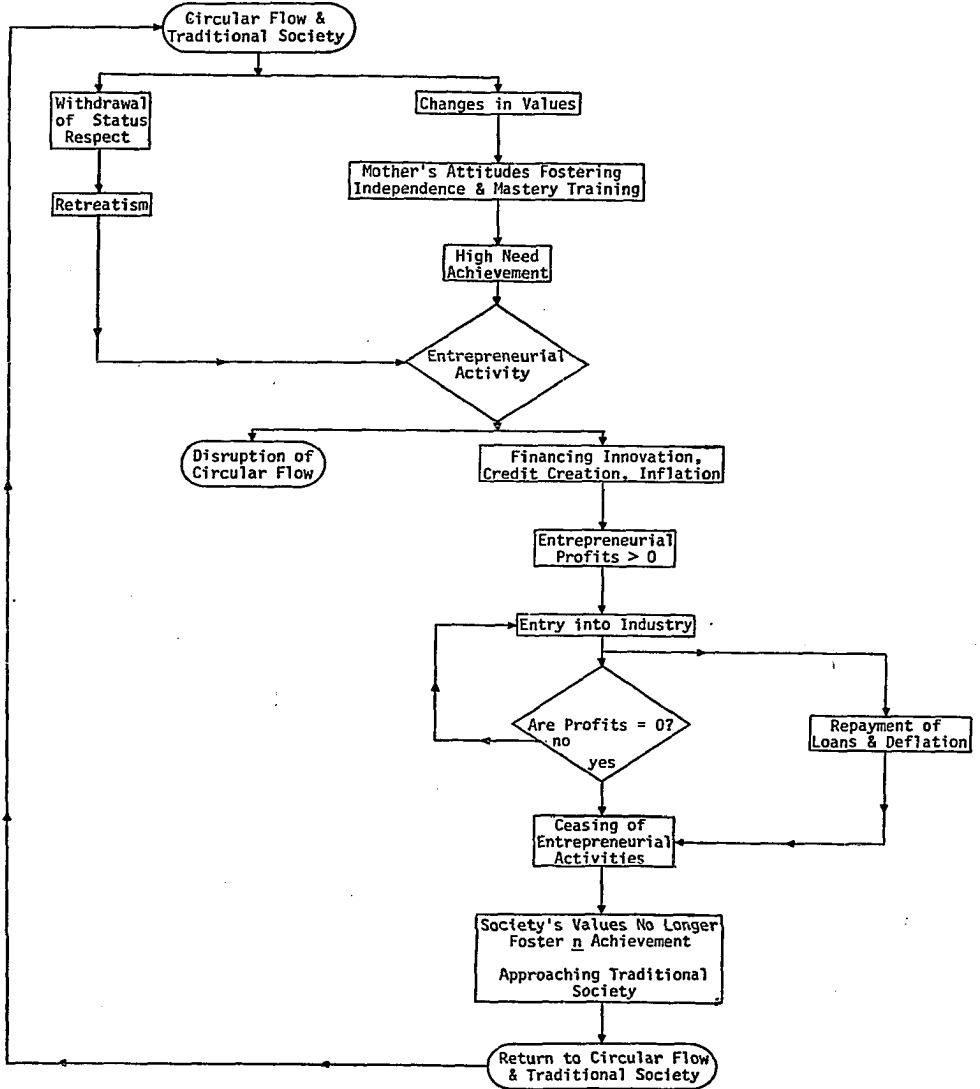 Circular Flow &
Traditional Society
Withdrawal
of Status
Respect
Changes in Values
Mother's Attitudes Fostering
Independence & Mastery Training
Retreatism
High Need
Achievement
Entrepreneurial
Activity
Disruption of
Circular Flow
Financing Innovation,
Credit Creation, Inflation
Entrepreneurial
Profits > 0
Entry into Industry
Are Profits = 0?
no
yes
Repayment of
Loans & Deflation
Ceasing of
Entrepreneurial
Activities
Society's Values No Longer
Foster n Achievement
Approaching Traditional
Society
Return to Circular Flow
& Traditional Society